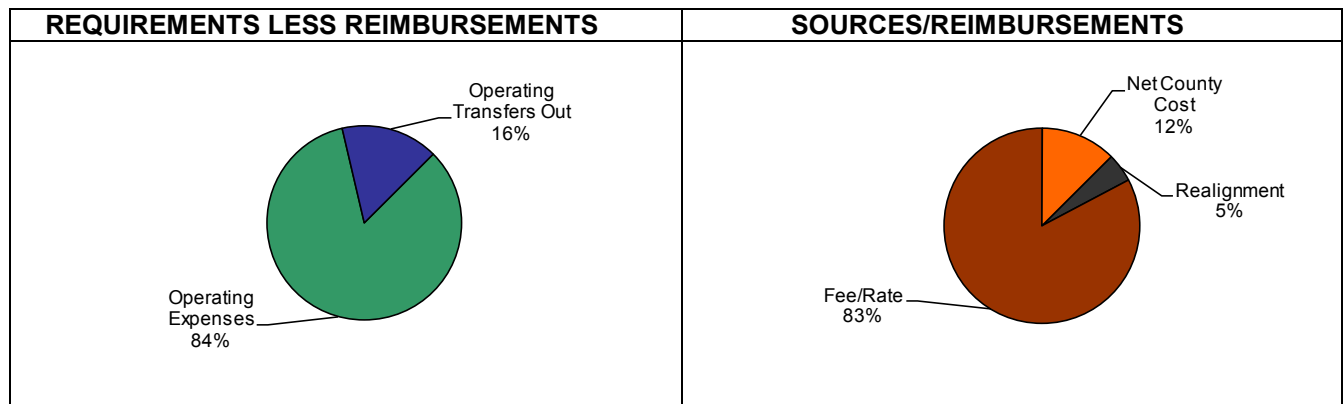 REQUIREMENTS LESS REIMBURSEMENTS
Operating
Transfers Out
16%
Operating
Expenses
84%
SOURCES/REIMBURSEMENTS
Net County
Cost
12%
Realignment
5%
Fee/Rate
83%